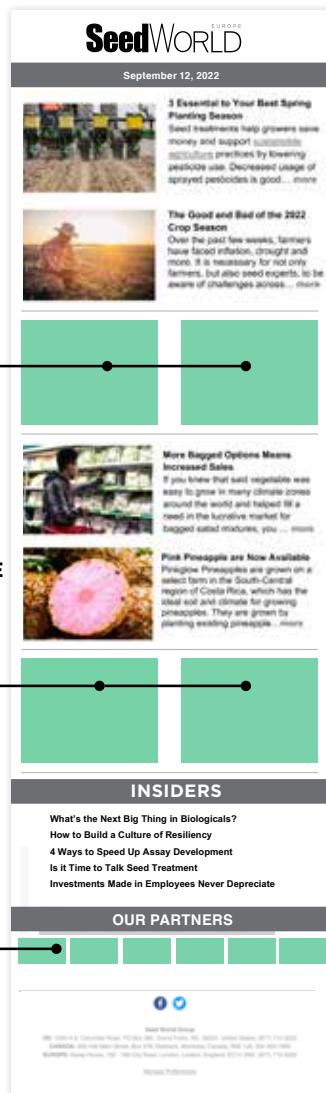 EUROPE
SeedWORLD
September 12, 2022
3 Essential to Your Best Spring
Planting Season
Seed treatments help growers save
money and support sustainable
agriculture practices by lowering
pesticide use. Decreased usage of
sprayed pesticides is good... more
The Good and Bad of the 2022
Crop Season
Over the past few weeks, farmers
have faced inflation, drought and
more. It is necessary for not only
farmers, but also seed experts, to be
aware of challenges across... more
More Bagged Options Means
Increased Sales
If you knew that said vegetable was
easy to grow in many climate zones
around the world and helped fill a
need in the lucrative market for
bagged salad mixtures, you ... more
E
Pink Pineapple are Now Available
Pinkglow Pineapples are grown on a
select farm in the South-Central
region of Costa Rica, which has the
ideal soil and climate for growing
pineapples. They are grown by
planting existing pineapple... more
INSIDERS
What's the Next Big Thing in Biologicals?
How to Build a Culture of Resiliency
4 Ways to Speed Up Assay Development
Is it Time to Talk Seed Treatment
Investments Made in Employees Never Depreciate
OUR PARTNERS
Seed World Group
Manage Preferences